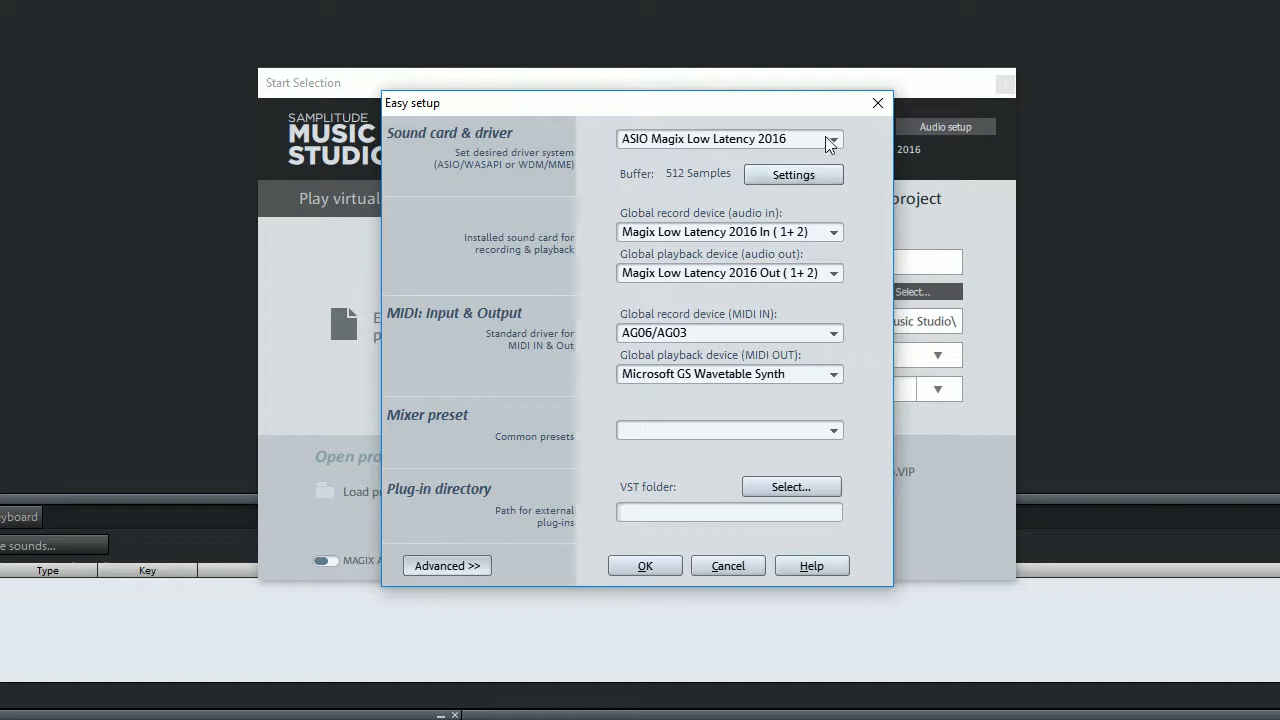 Start Selection
Easy setup
SAMPLITUDE
MUSIC
STUDIO
Audio setup
2016
Play virtual
project
Sound card & driver
Set desired driver system
(ASIO/WASAPI or WDM/MME)
ASIO Magix Low Latency 2016
Buffer: 512 Samples Settings
Installed sound card for
recording & playback
Global record device (audio in):
Magix Low Latency 2016 In ( 1+ 2)
Global playback device (audio out):
Magix Low Latency 2016 Out ( 1+ 2)
Select...
usic Studio\
MIDI: Input & Output
Standard driver for
MIDI IN & Out
Global record device (MIDI IN):
AG06/AG03
Global playback device (MIDI OUT):
Microsoft GS Wavetable Synth
Mixer preset
Common presets
Open pro
Load pr
.VIP
Plug-in directory
Path for external
plug-ins
VST folder: Select...
eyboard
e sounds...
MAGIX A
Type Key
Advanced >> OK Cancel Help